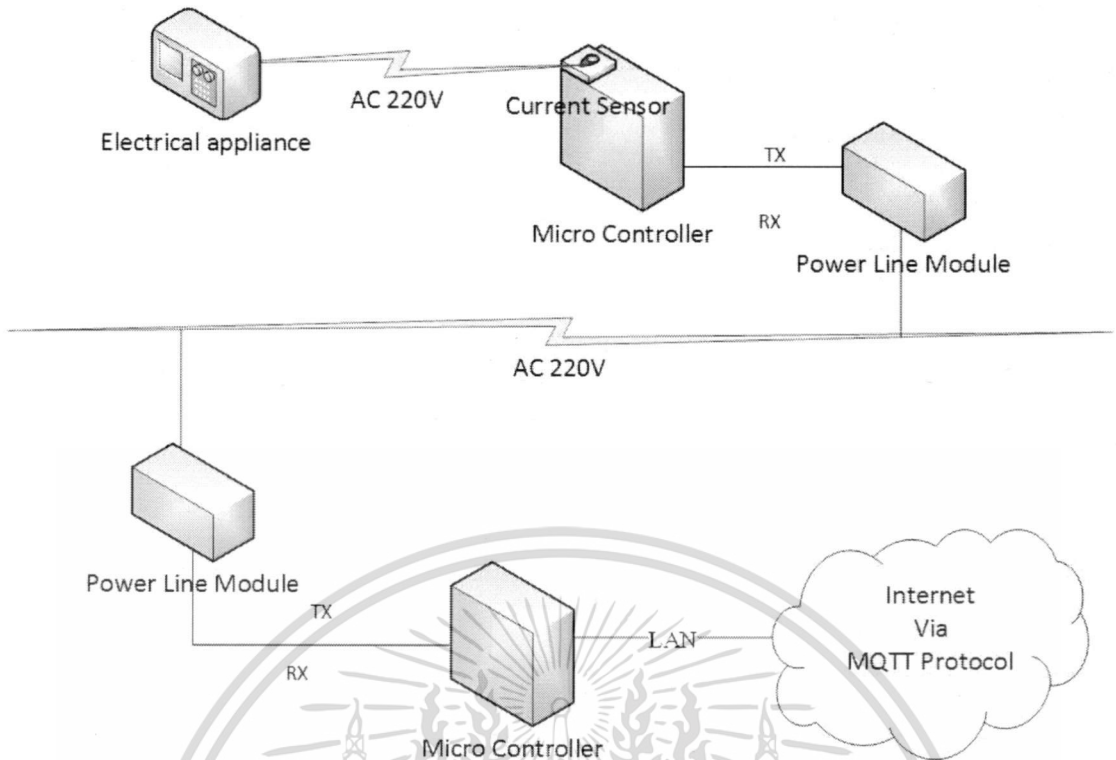 AC 220V
Current Sensor
Electrical appliance
TX
RX
Micro Controller
Power Line Module
AC 220V
Power Line Module
TX
RX
LAN
Internet
Via
MQTT Protocol
Micro Controller